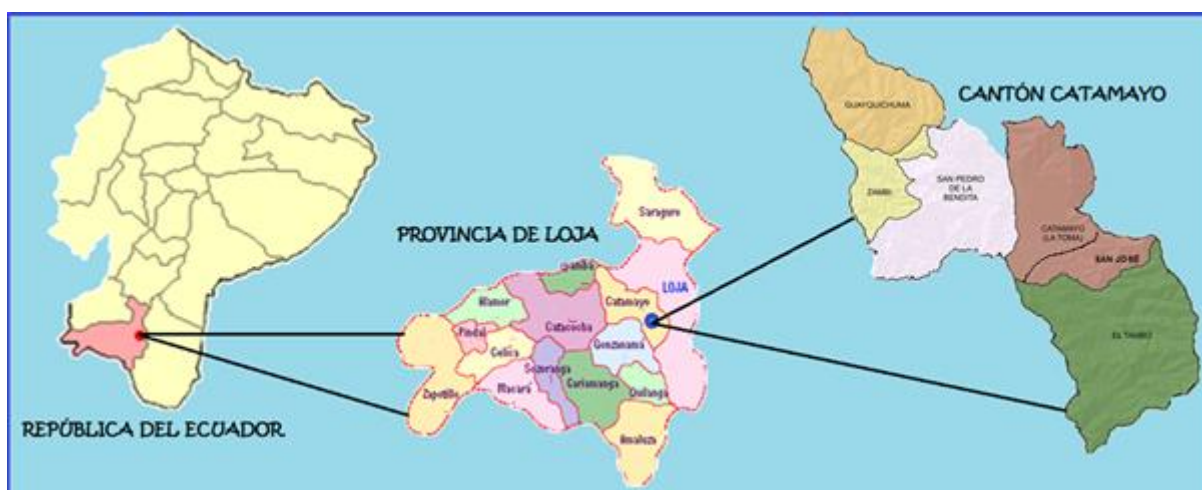 REPÚBLICA DEL ECUADOR
PROVINCIA DE LOJA
Saraguro
LOJA
Catamayo
Catacocha
Pindal
Celica
Gonzanamá
Sozoranga
Cariamanga
Macará
Quilanga
Zapotillo
CANTÓN CATAMAYO
GUAYQUICHUMA
ZAMBI
SAN PEDRO
DE LA
BENDITA
CATAMAYO
(LA TOMA)
SAN JOSÉ
EL TAMBO